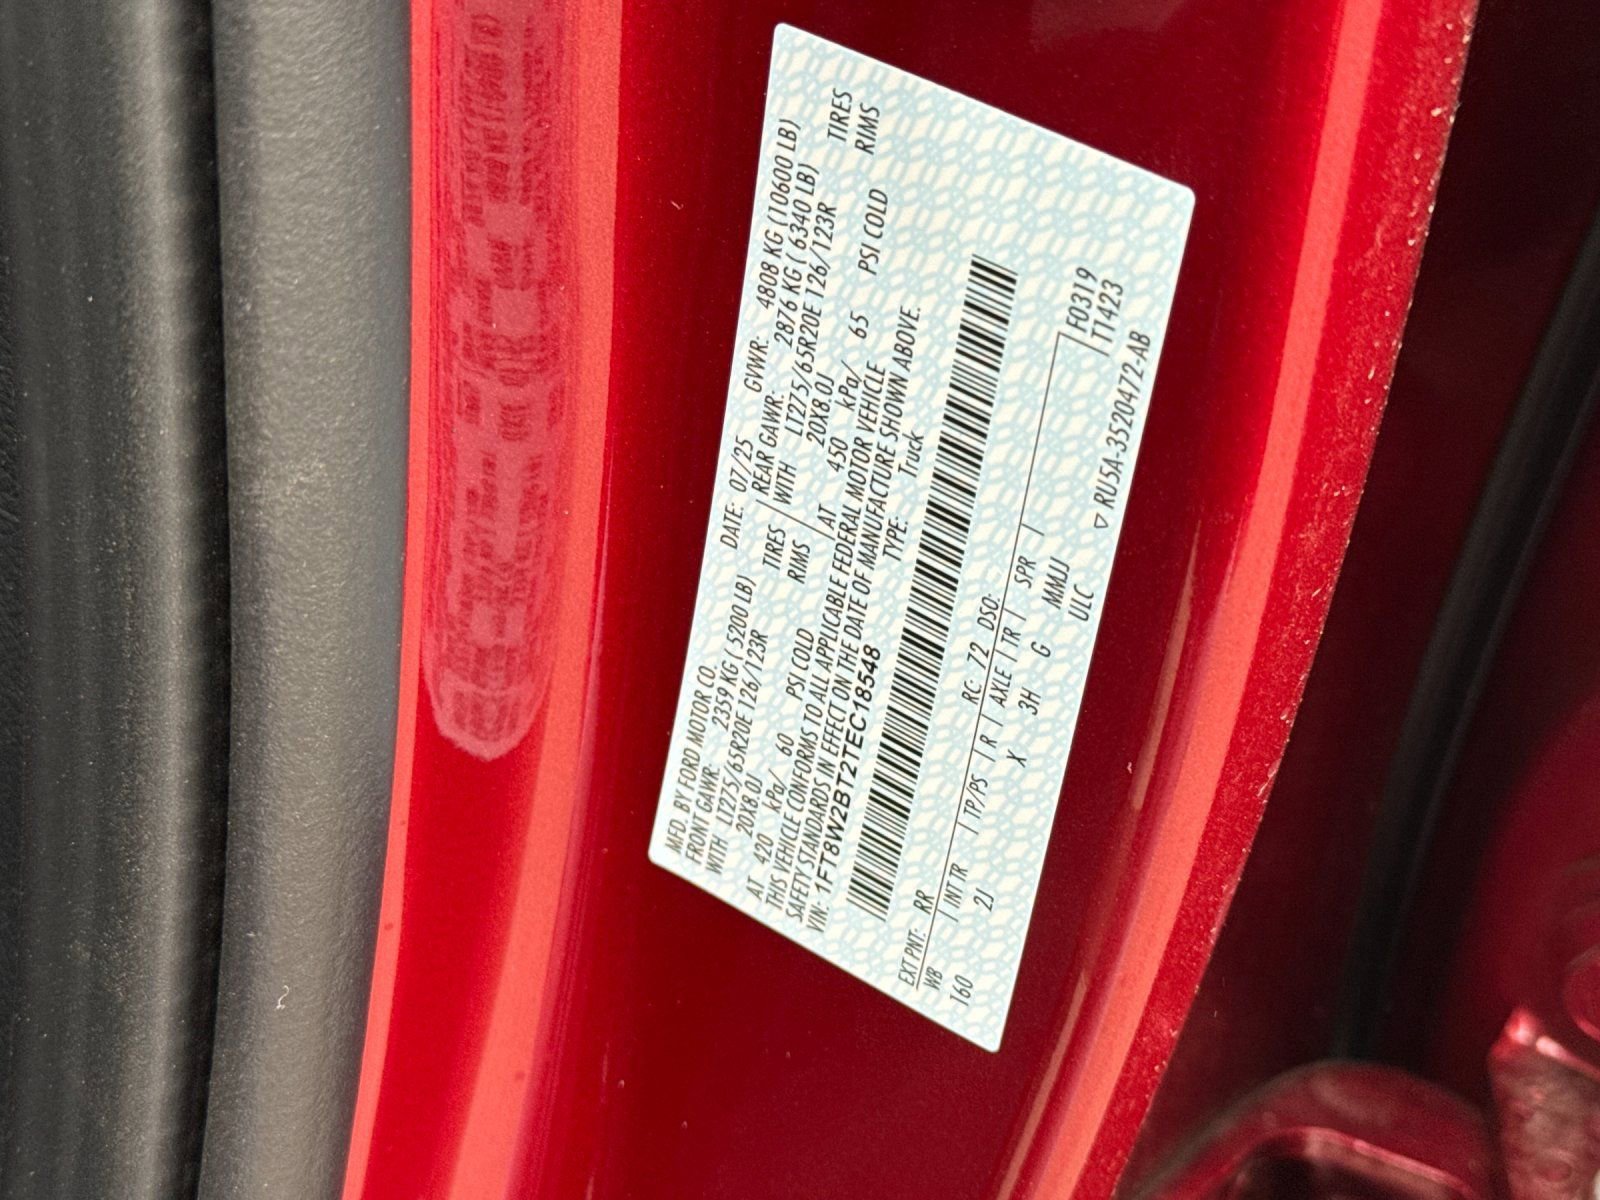 MFD. BY FORD MOTOR CO.
DATE: 07/25 GVWR: 4808 KG (10600 LB)
FRONT GAWR: 2359 KG ( 5200 LB) REAR GAWR: 2876 KG ( 6340 LB)
WITH LT275/65R20E 126/123R TIRES WITH LT275/65R20E 126/123R TIRES
20X8.0J RIMS 20X8.0J RIMS
AT 420 kPa/ 60 PSI COLD AT 450 kPa/ 65 PSI COLD
THIS VEHICLE CONFORMS TO ALL APPLICABLE FEDERAL MOTOR VEHICLE
SAFETY STANDARDS IN EFFECT ON THE DATE OF MANUFACTURE SHOWN ABOVE.
VIN: 1FT8W2BT2TEC18548 TYPE: Truck
EXT PNT: RR RC: 72 DSO: F0319
WB INT TR TP/PS R AXLE TR SPR T1423
160 2J X 3H G MMJJ
ULC ▽ RU5A-3520472-AB